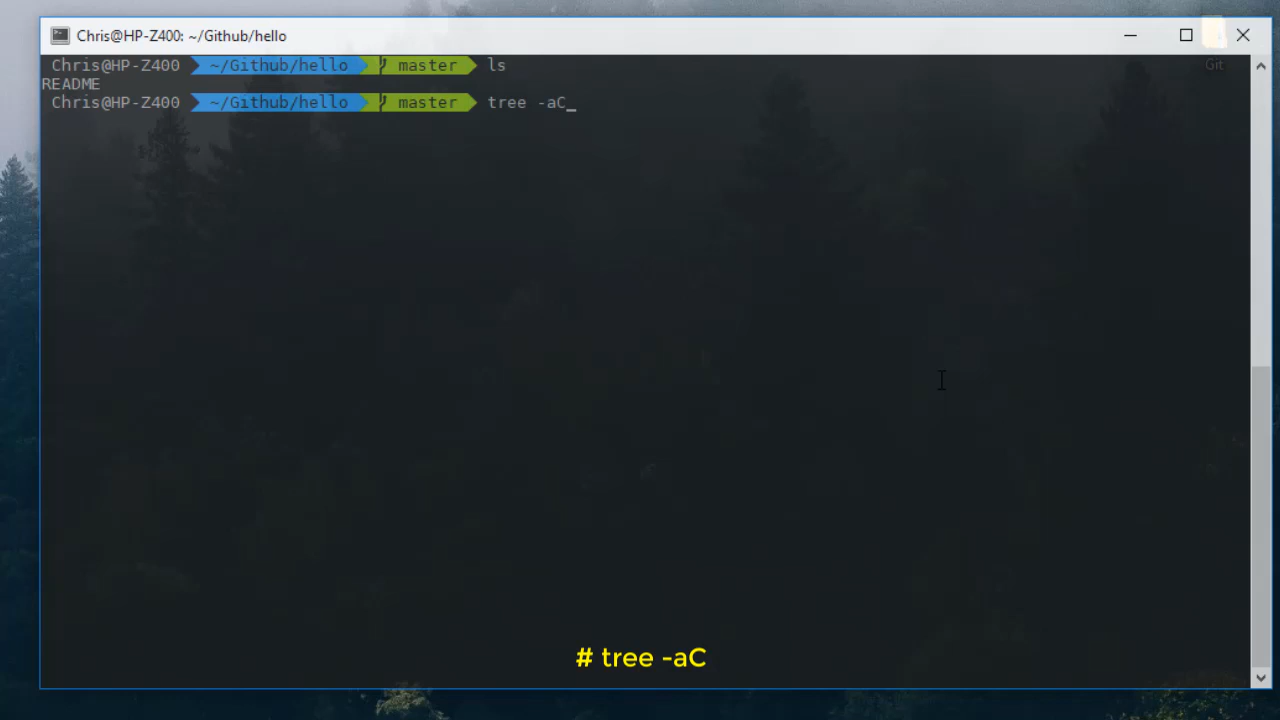 Chris@HP-Z400: ~/Github/hello
Git
Chris@HP-Z400 ~/Github/hello master ls
README
Chris@HP-Z400 ~/Github/hello master tree -aC_
# tree -aC